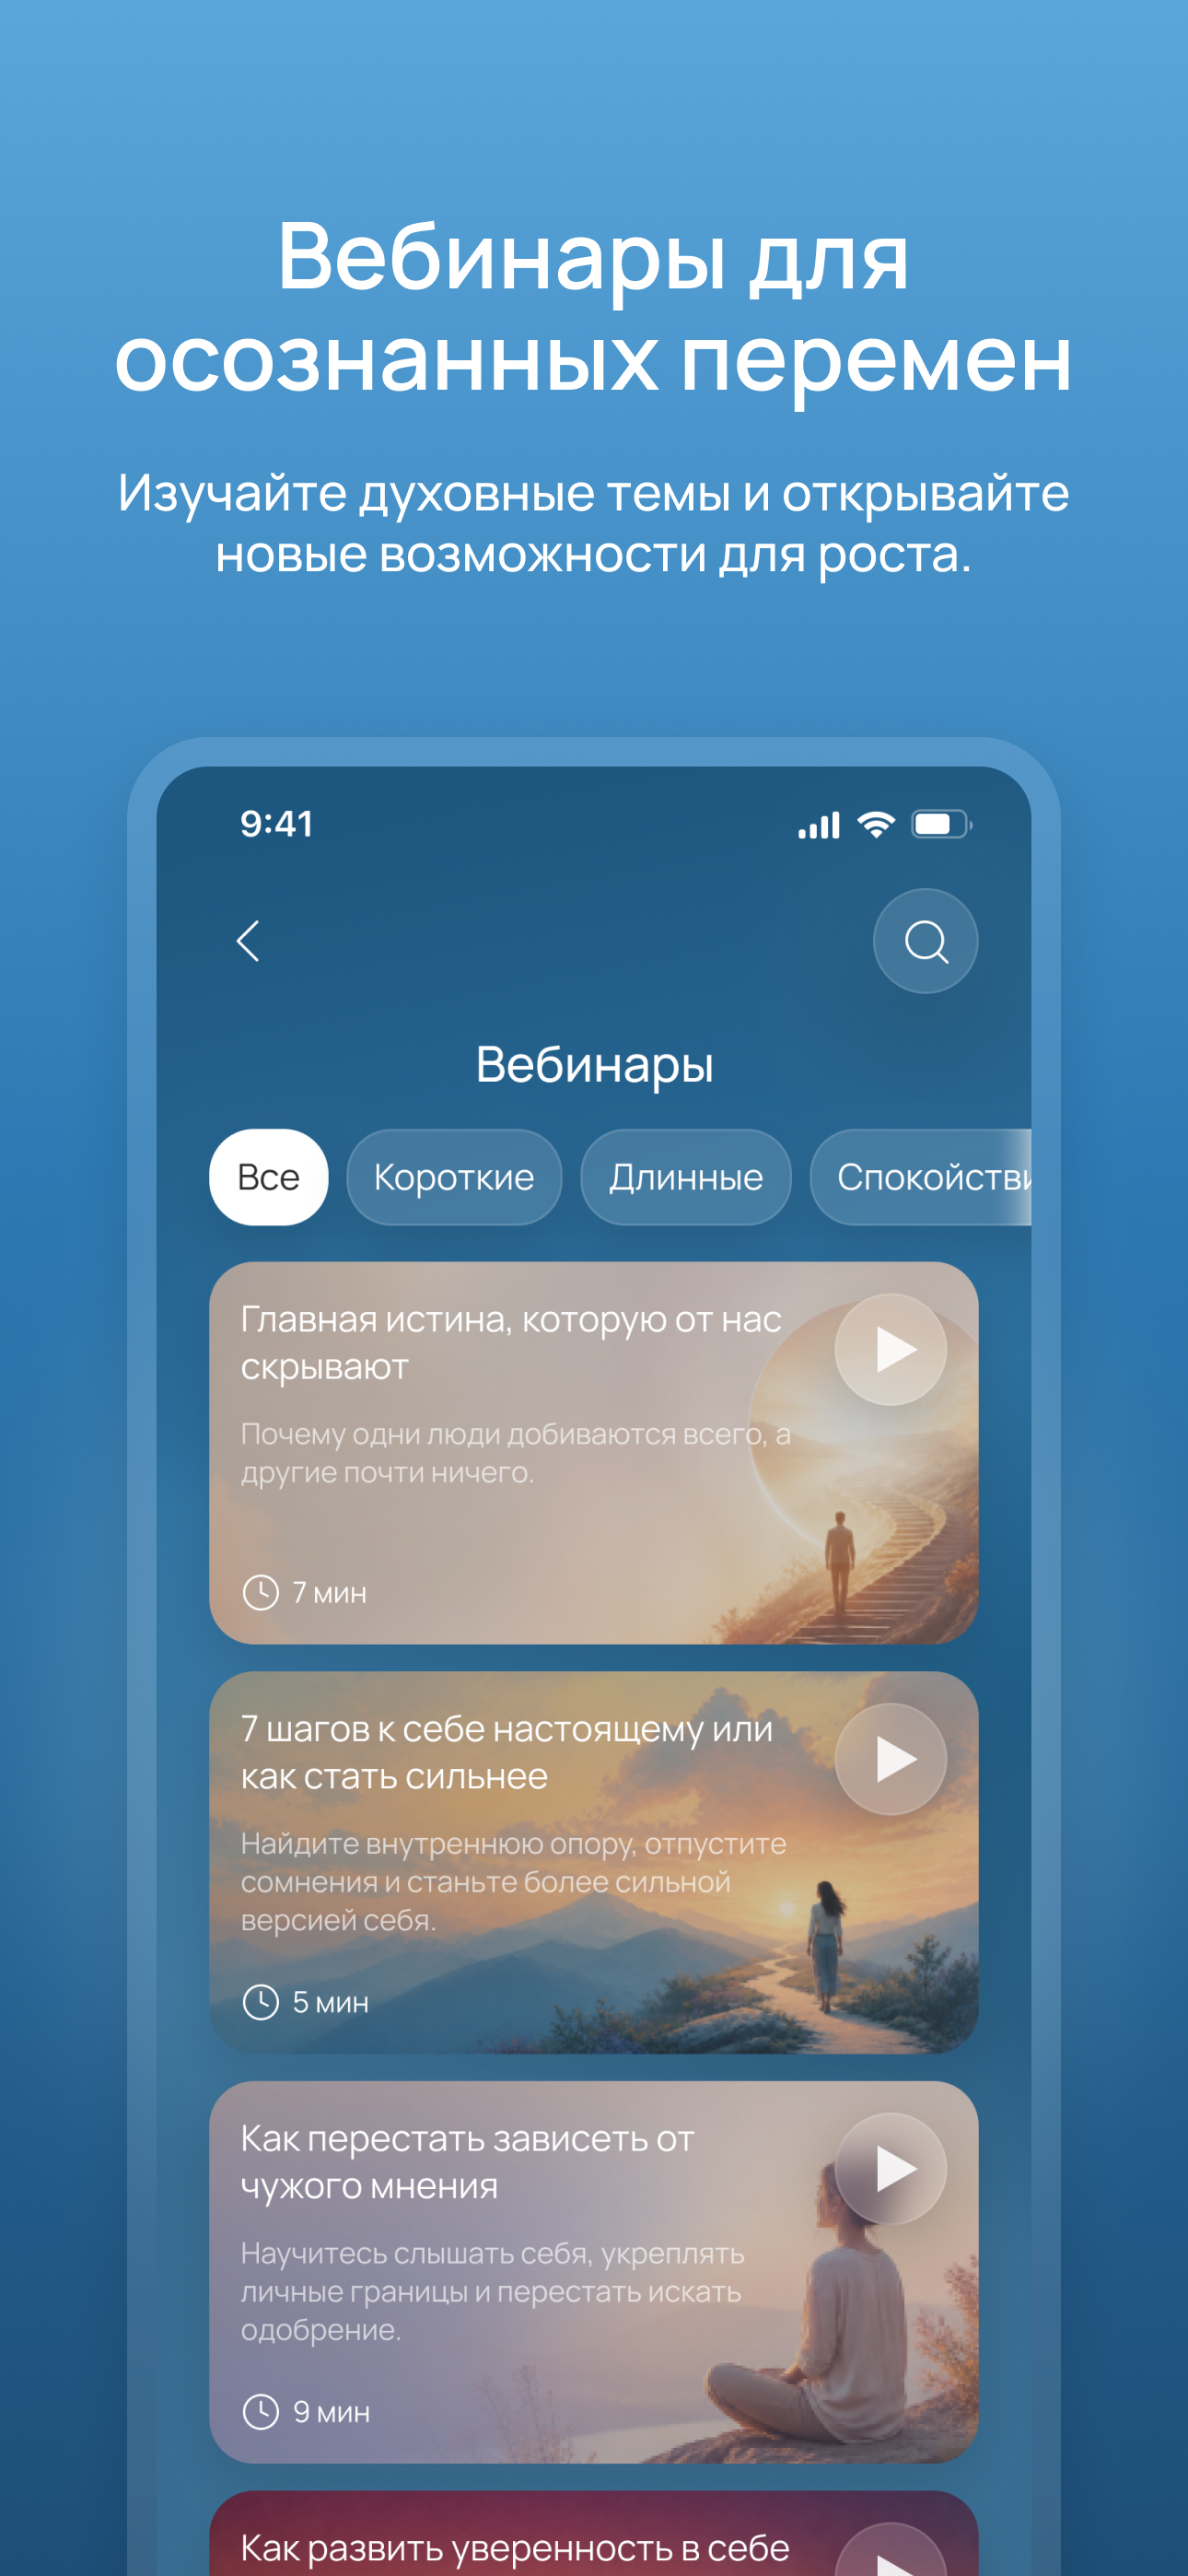 Вебинары для
осознанных перемен
Изучайте духовные темы и открывайте
новые возможности для роста.
9:41
Вебинары
Все
Короткие
Длинные
Спокойстви
Главная истина, которую от нас
скрывают
Почему одни люди добиваются всего, а
другие почти ничего.
7 мин
7 шагов к себе настоящему или
как стать сильнее
Найдите внутреннюю опору, отпустите
сомнения и станьте более сильной
версией себя.
5 мин
Как перестать зависеть от
чужого мнения
Научитесь слышать себя, укреплять
личные границы и перестать искать
одобрение.
9 мин
Как развить уверенность в себе